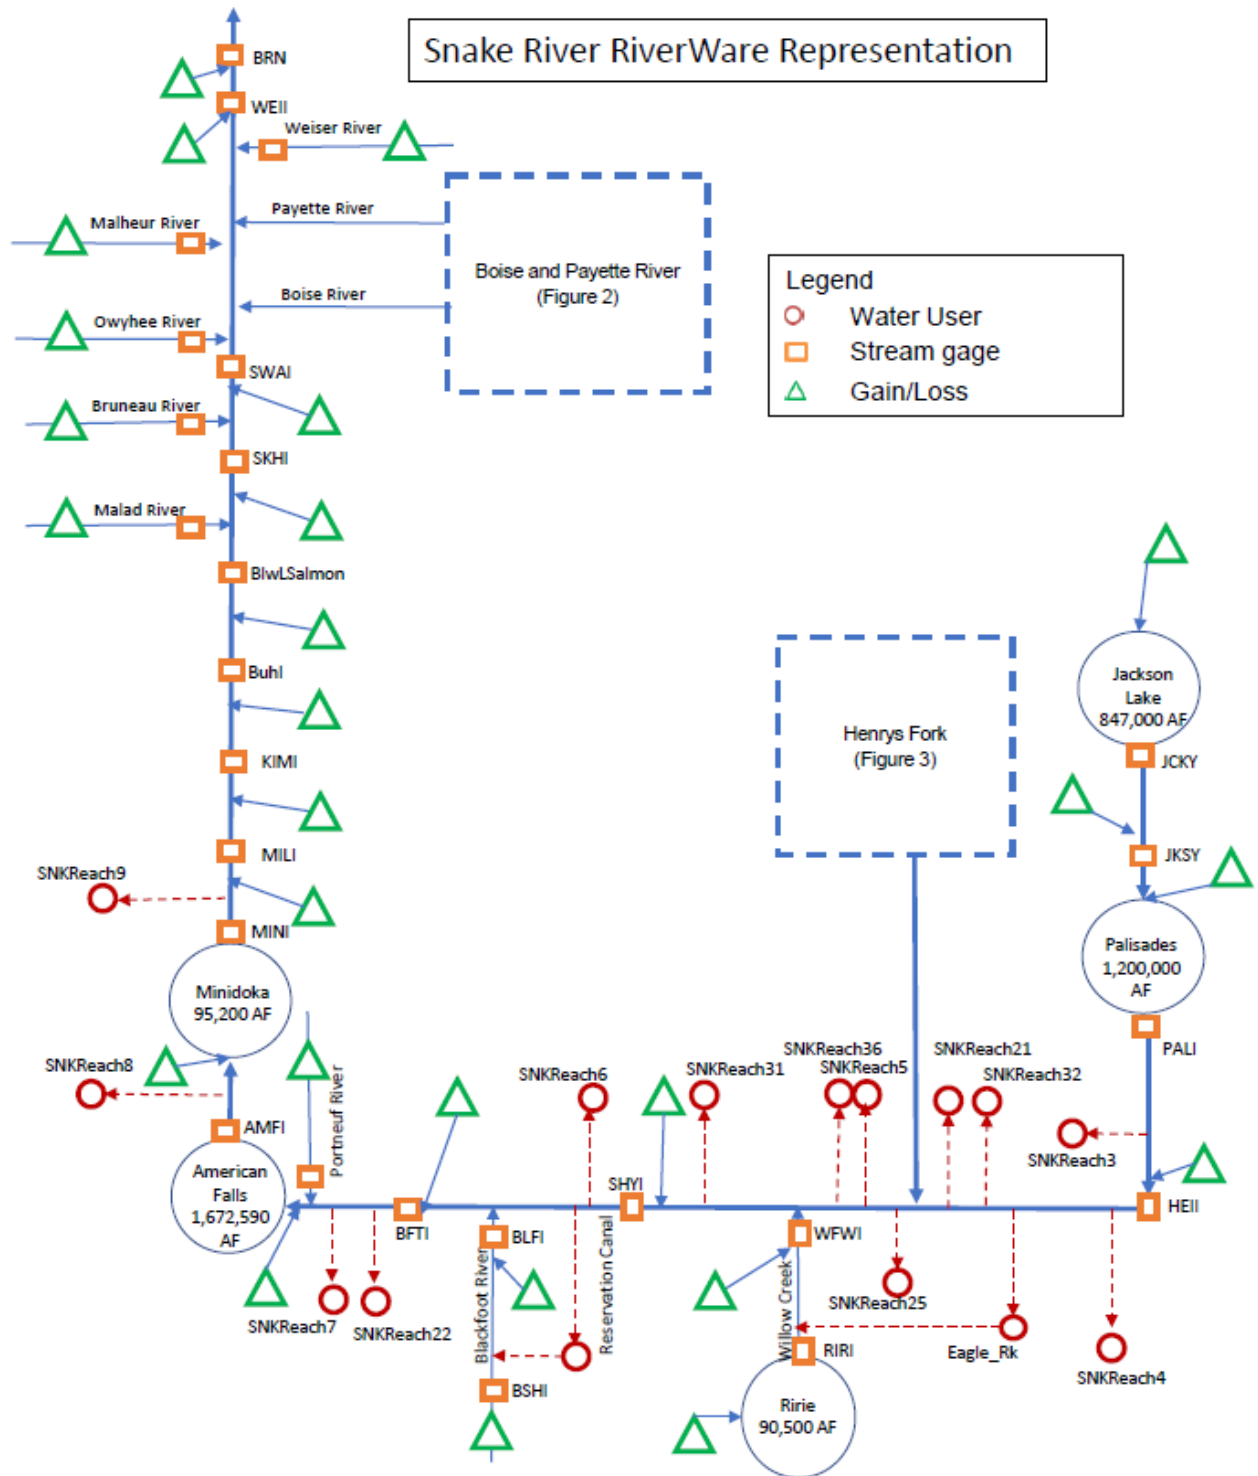 Snake River RiverWare Representation
BRN
WEII
Weiser River
Payette River
Malheur River
Boise and Payette River
(Figure 2)
Boise River
Owyhee River
SWAI
Bruneau River
SKHI
Malad River
BlwLSalmon
Buhl
KIMI
MILI
SNKReach9
MINI
Minidoka
95,200 AF
SNKReach8
AMFI
American
Falls
1,672,590
AF
Portneuf River
Legend
Water User
Stream gage
Gain/Loss
Jackson
Lake
847,000 AF
JCKY
JKSY
Henrys Fork
(Figure 3)
Palisades
1,200,000
AF
PALI
SNKReach6
SNKReach31
SNKReach36
SNKReach5
SNKReach21
SNKReach32
SNKReach3
HEII
SHYI
BFTI
BLFI
WFWI
Blackfoot River
Reservation Canal
Willow Creek
SNKReach7
SNKReach22
SNKReach25
Eagle_Rk
SNKReach4
RIRI
BSHI
Ririe
90,500 AF